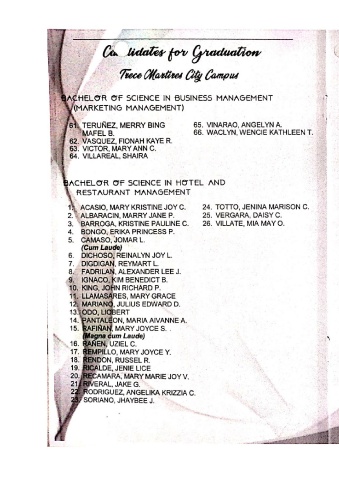 Candidates for Graduation
Trece Martires City Campus
BACHELOR OF SCIENCE IN BUSINESS MANAGEMENT
(MARKETING MANAGEMENT)
61. TERUÑEZ, MERRY BING
MAFEL B.
62. VASQUEZ, FIONAH KAYE R.
63. VICTOR, MARY ANN C.
64. VILLAREAL, SHAIRA
65. VINARAO, ANGELYN A.
66. WACLYN, WENCIE KATHLEEN T.
BACHELOR OF SCIENCE IN HOTEL AND
RESTAURANT MANAGEMENT
1. ACASIO, MARY KRISTINE JOY C.
2. ALBARACIN, MARRY JANE P.
3. BARROGA, KRISTINE PAULINE C.
4. BONGO, ERIKA PRINCESS P.
5. CAMASO, JOMAR L.
(Cum Laude)
6. DICHOSO, REINALYN JOY L.
7. DIGDIGAN, REYMART L.
8. FADRILAN, ALEXANDER LEE J.
9. IGNACO, KIM BENEDICT B.
10. KING, JOHN RICHARD P.
11. LLAMASARES, MARY GRACE
12. MARIANO, JULIUS EDWARD D.
13. ODO, LIOBERT
14. PANTALEON, MARIA AIVANNE A.
15. RAFIÑAN, MARY JOYCE S.
(Magna cum Laude)
16. RAÑEN, UZIEL C.
17. REMPILLO, MARY JOYCE Y.
18. RENDON, RUSSEL R.
19. RICALDE, JENIE LICE
20. RECAMARA, MARY MARIE JOY V.
21. RIVERAL, JAKE G.
22. RODRIGUEZ, ANGELIKA KRIZZIA C.
23. SORIANO, JHAYBEE J.
24. TOTTO, JENINA MARISON C.
25. VERGARA, DAISY C.
26. VILLATE, MIA MAY O.